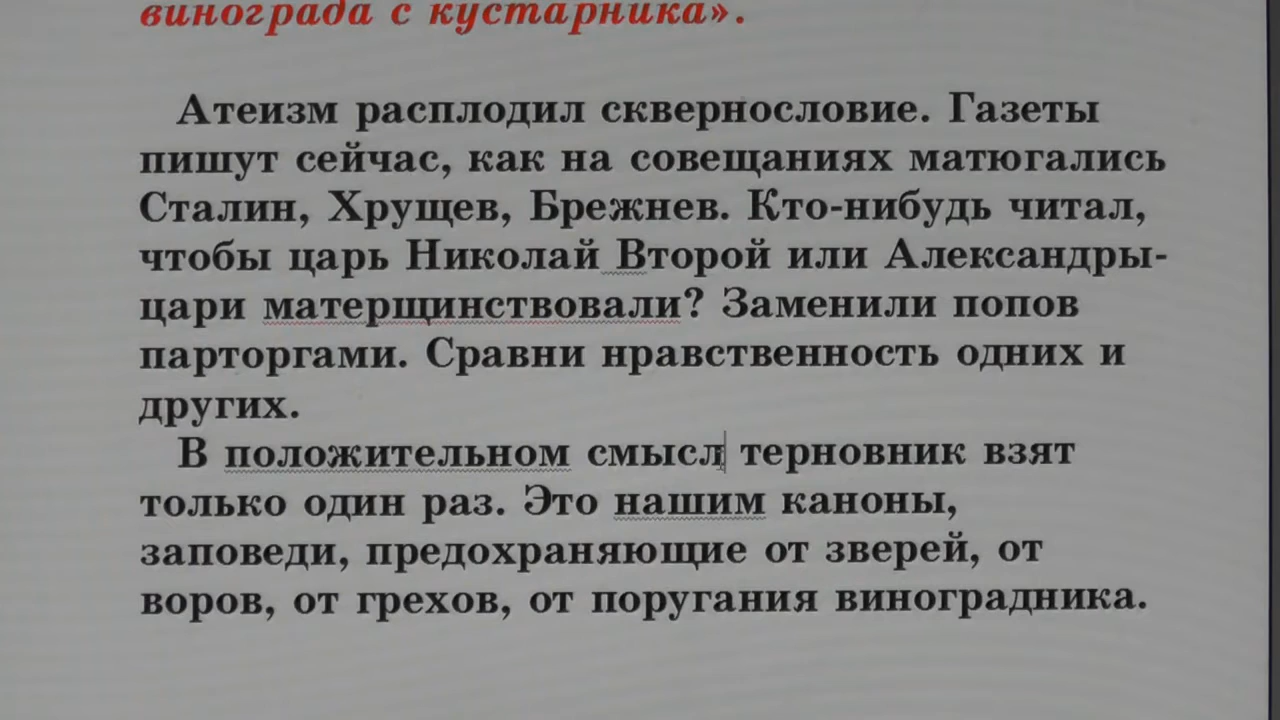 винограда с кустарника».
Атеизм расплодил сквернословие. Газеты
пишут сейчас, как на совещаниях матюгались
Сталин, Хрущев, Брежнев. Кто-нибудь читал,
чтобы царь Николай Второй или Александры-
цари матерщинствовали? Заменили попов
парторгами. Сравни нравственность одних и
других.
В положительном смысл терновник взят
только один раз. Это нашим каноны,
заповеди, предохраняющие от зверей, от
воров, от грехов, от поругания виноградника.